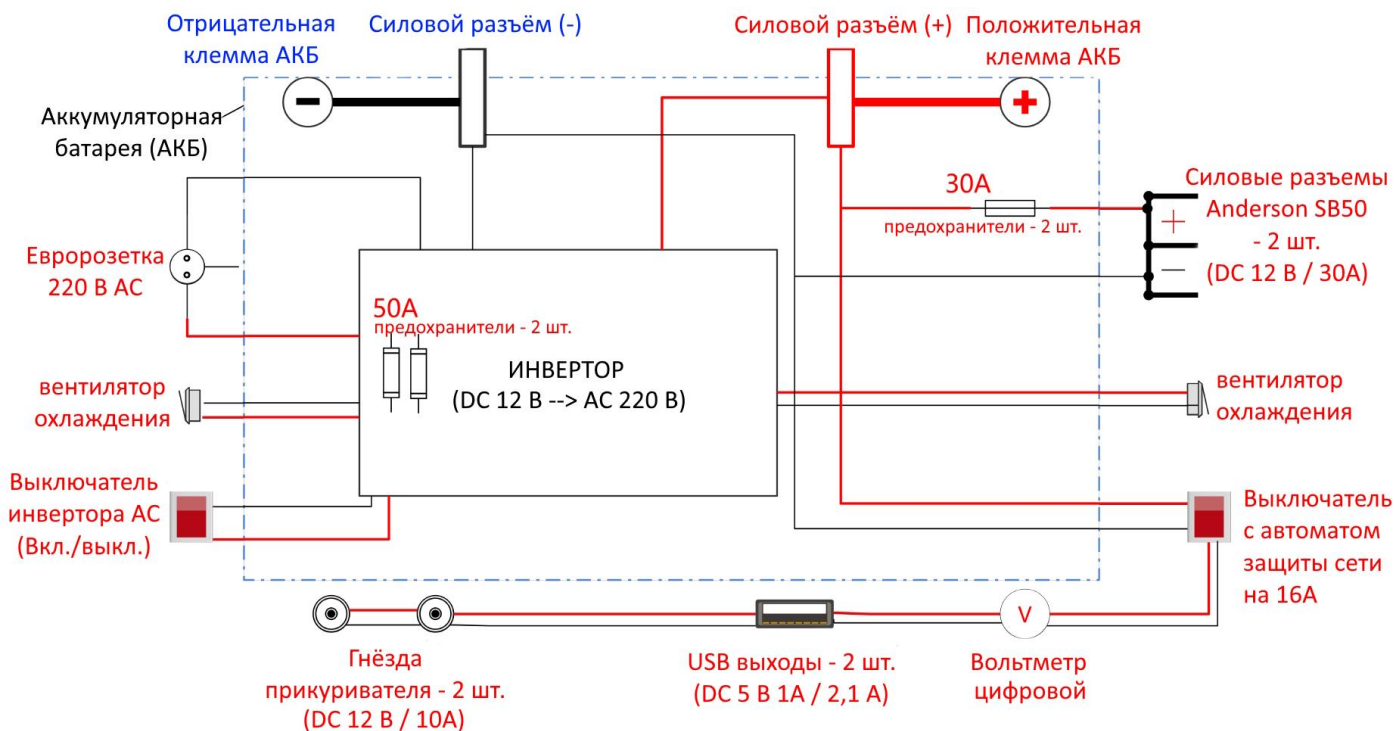 Отрицательная
клемма АКБ
Силовой разъём (-)
Силовой разъём (+)
Положительная
клемма АКБ
Аккумуляторная
батарея (АКБ)
30А
предохранители - 2 шт.
Силовые разъемы
Anderson SB50
- 2 шт.
(DC 12 В / 30А)
+
−
Евророзетка
220 В АС
50А
предохранители - 2 шт.
ИНВЕРТОР
(DC 12 В --> АС 220 В)
вентилятор
охлаждения
вентилятор
охлаждения
Выключатель
инвертора АС
(Вкл./выкл.)
Выключатель
с автоматом
защиты сети
на 16А
V
Гнёзда
прикуривателя - 2 шт.
(DC 12 В / 10А)
USB выходы - 2 шт.
(DC 5 В 1А / 2,1 А)
Вольтметр
цифровой